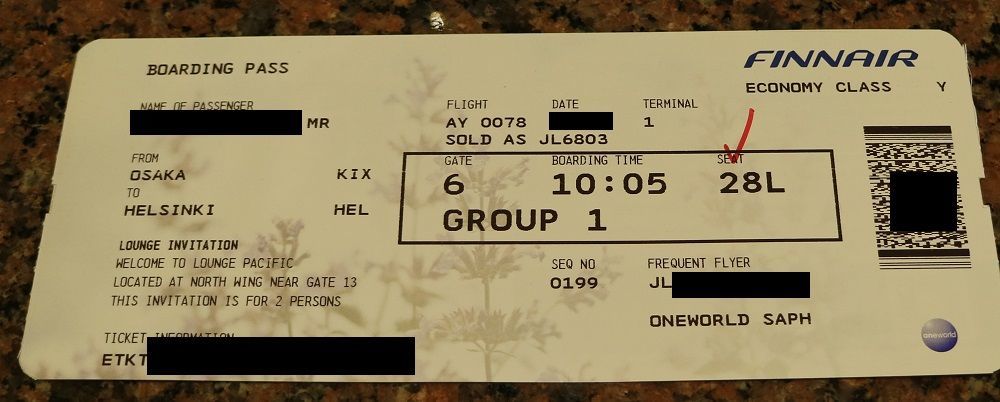 BOARDING PASS
FINNAIR
ECONOMY CLASS Y
NAME OF PASSENGER
MR
FLIGHT DATE TERMINAL
AY 0078 1
SOLD AS JL6803
FROM
OSAKA KIX
TO
HELSINKI HEL
GATE BOARDING TIME SEAT
6 10:05 28L
GROUP 1
LOUNGE INVITATION
WELCOME TO LOUNGE PACIFIC
LOCATED AT NORTH WING NEAR GATE 13
THIS INVITATION IS FOR 2 PERSONS
SEQ NO FREQUENT FLYER
0199 JL
ONEWORLD SAPH
TICKET INFORMATION
ETKT
oneworld